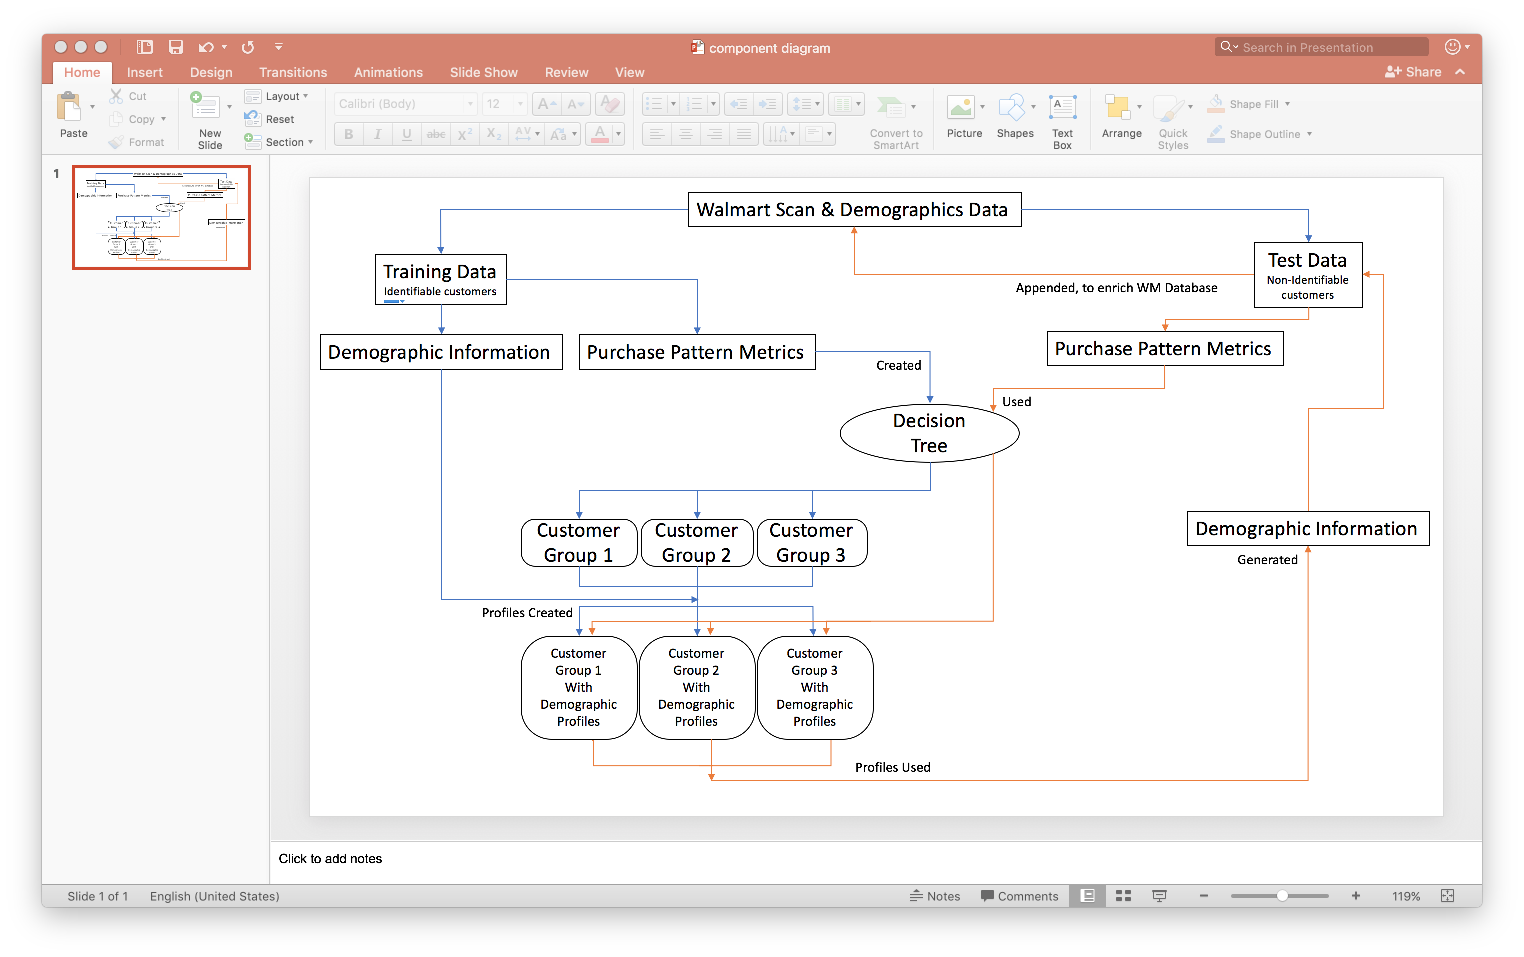 component diagram
Search in Presentation
Home Insert Design Transitions Animations Slide Show Review View
Share
Paste
Cut
Copy
Format
New
Slide
Layout
Reset
Section
Calibri (Body) 12
B I U abc X² X₂ AV Aa A
Convert to
SmartArt
Picture
Shapes
Text
Box
Arrange
Quick
Styles
Shape Fill
Shape Outline
1
Walmart Scan & Demographics Data
Training Data
Identifiable customers
Test Data
Non-Identifiable
customers
Appended, to enrich WM Database
Demographic Information
Purchase Pattern Metrics
Purchase Pattern Metrics
Created
Used
Decision
Tree
Customer
Group 1
Customer
Group 2
Customer
Group 3
Demographic Information
Generated
Profiles Created
Customer
Group 1
With
Demographic
Profiles
Customer
Group 2
With
Demographic
Profiles
Customer
Group 3
With
Demographic
Profiles
Profiles Used
Click to add notes
Slide 1 of 1 English (United States)
Notes Comments 119%